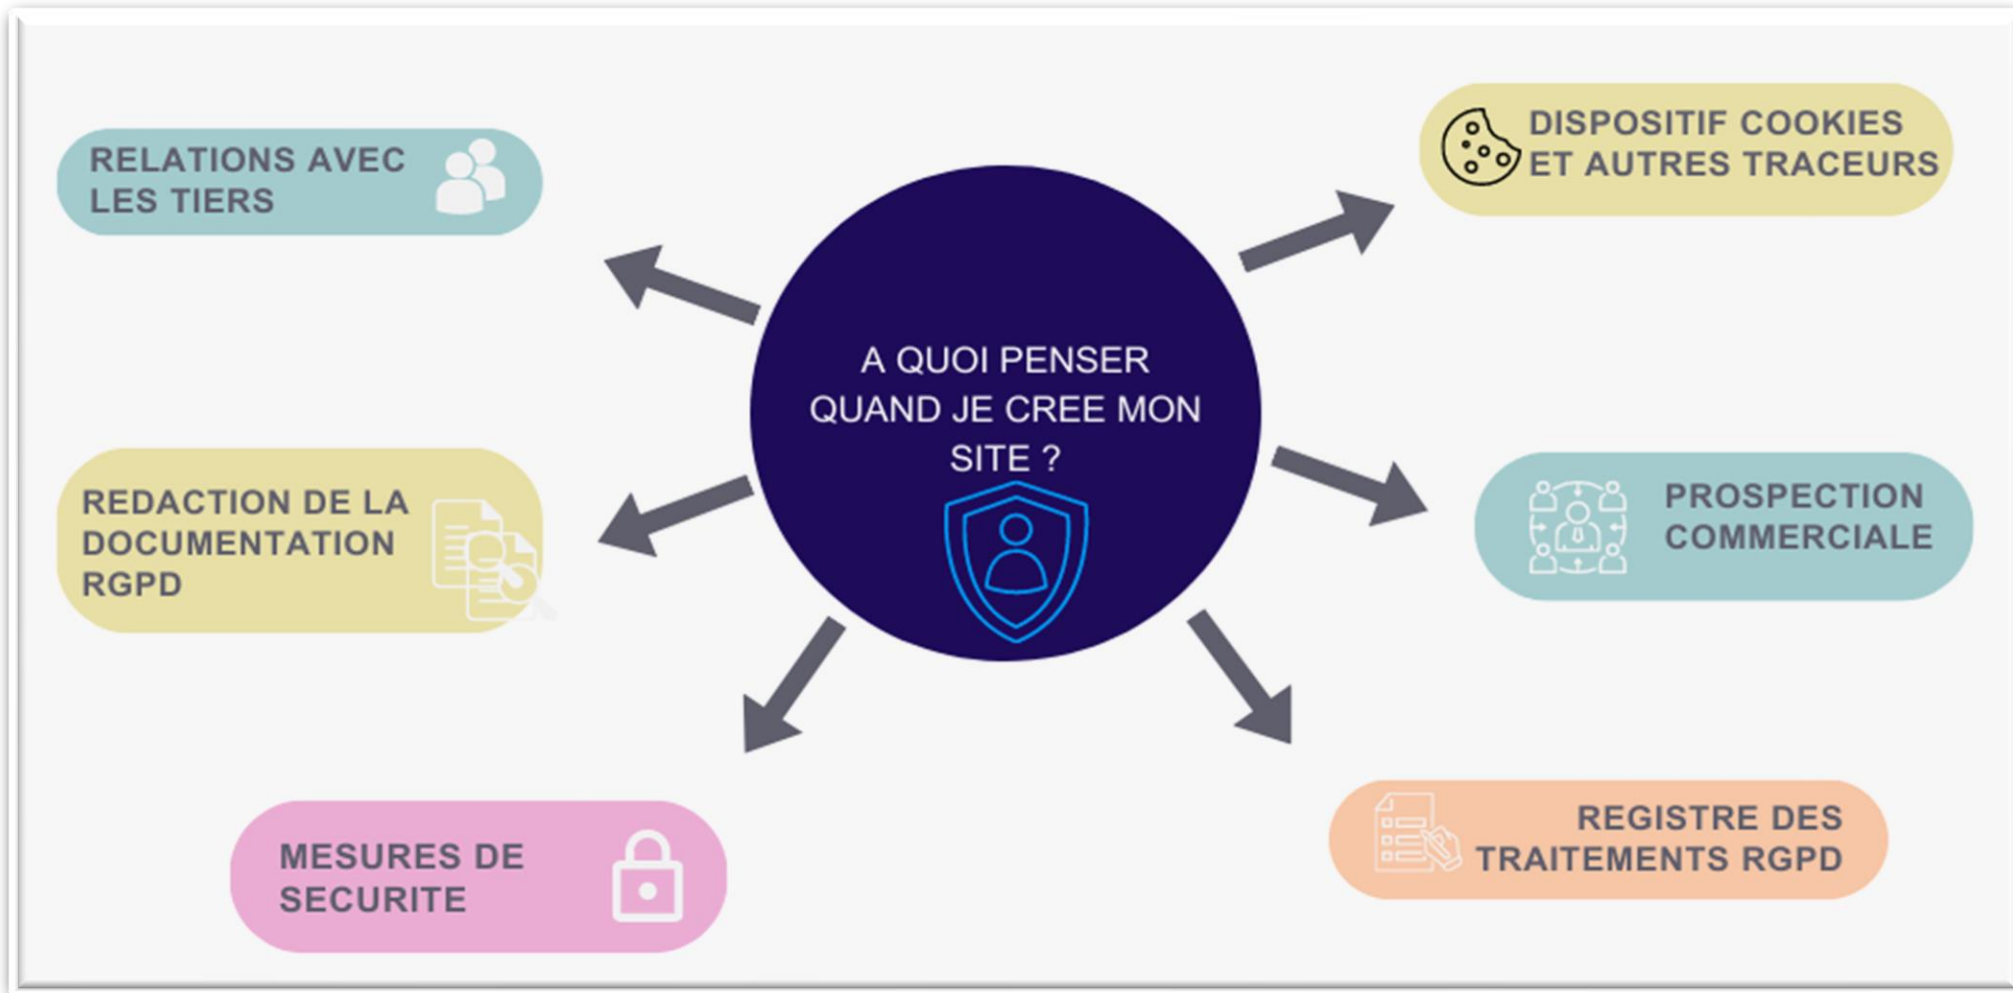 RELATIONS AVEC
LES TIERS
DISPOSITIF COOKIES
ET AUTRES TRACEURS
A QUOI PENSER
QUAND JE CREE MON
SITE ?
REDACTION DE LA
DOCUMENTATION
RGPD
PROSPECTION
COMMERCIALE
MESURES DE
SECURITE
REGISTRE DES
TRAITEMENTS RGPD